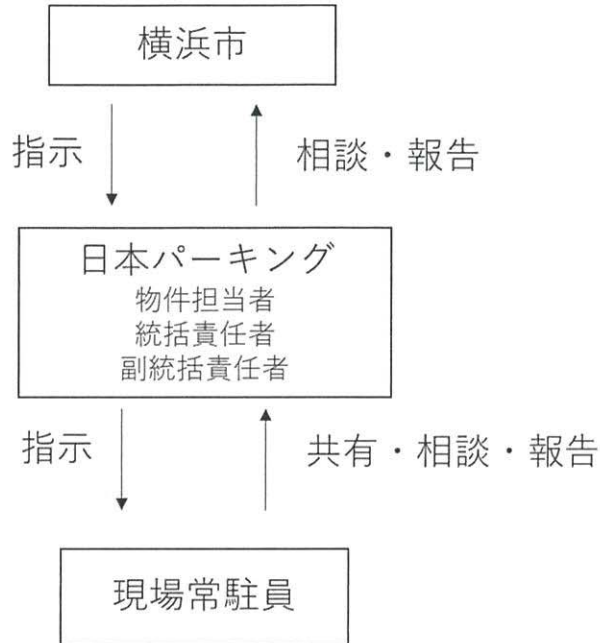 横浜市
指示
相談・報告
日本パーキング
物件担当者
統括責任者
副統括責任者
指示
共有・相談・報告
現場常駐員